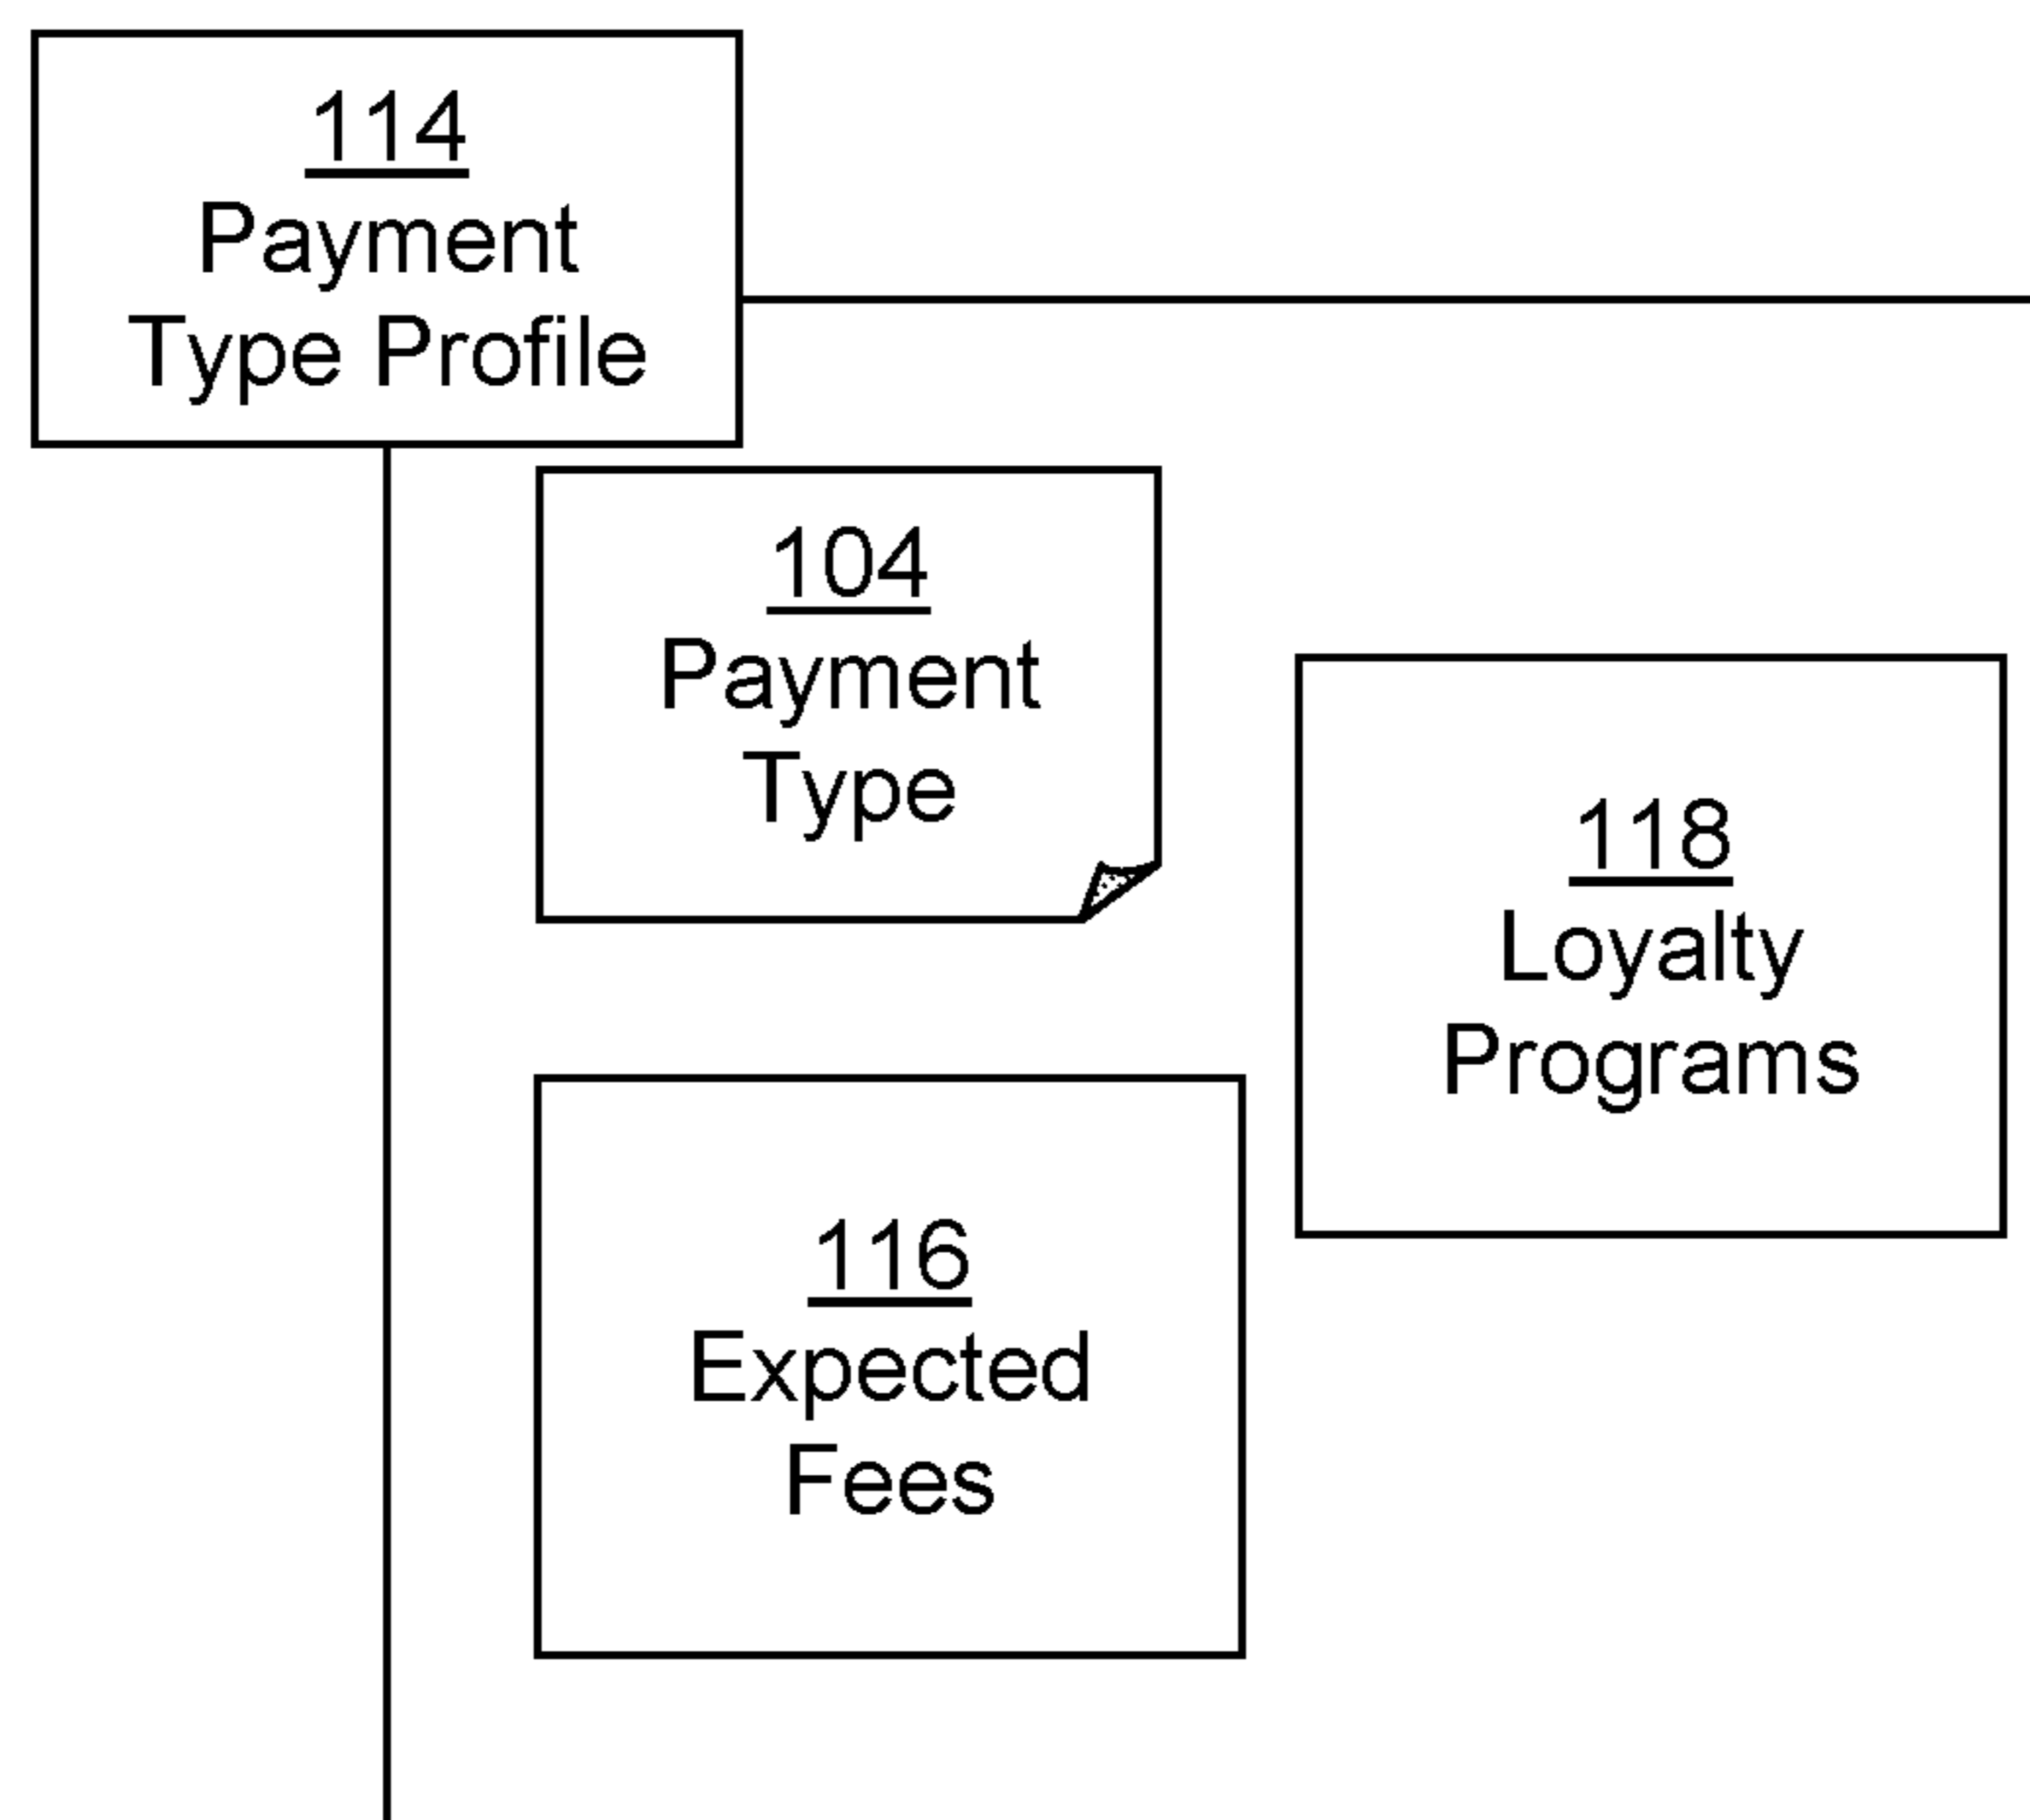 114
Payment
Type Profile
104
Payment
Type
118
Loyalty
Programs
116
Expected
Fees